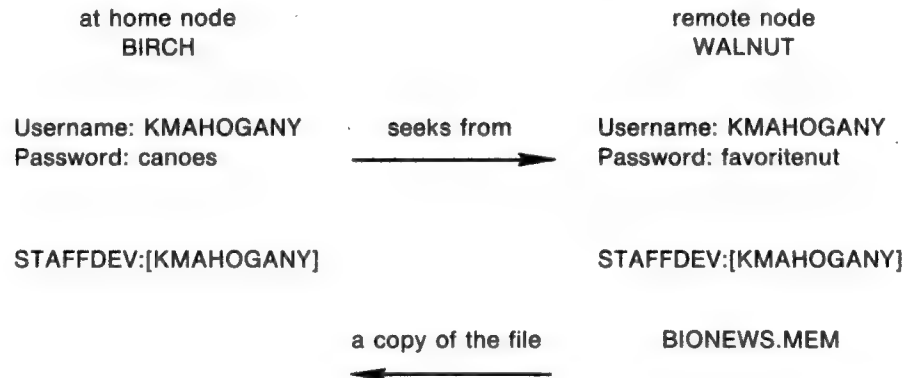 at home node remote node
BIRCH WALNUT
Username: KMAHOGANY seeks from Username: KMAHOGANY
Password: canoes Password: favoritenut
STAFFDEV:[KMAHOGANY] STAFFDEV:[KMAHOGANY]
a copy of the file BIONEWS.MEM